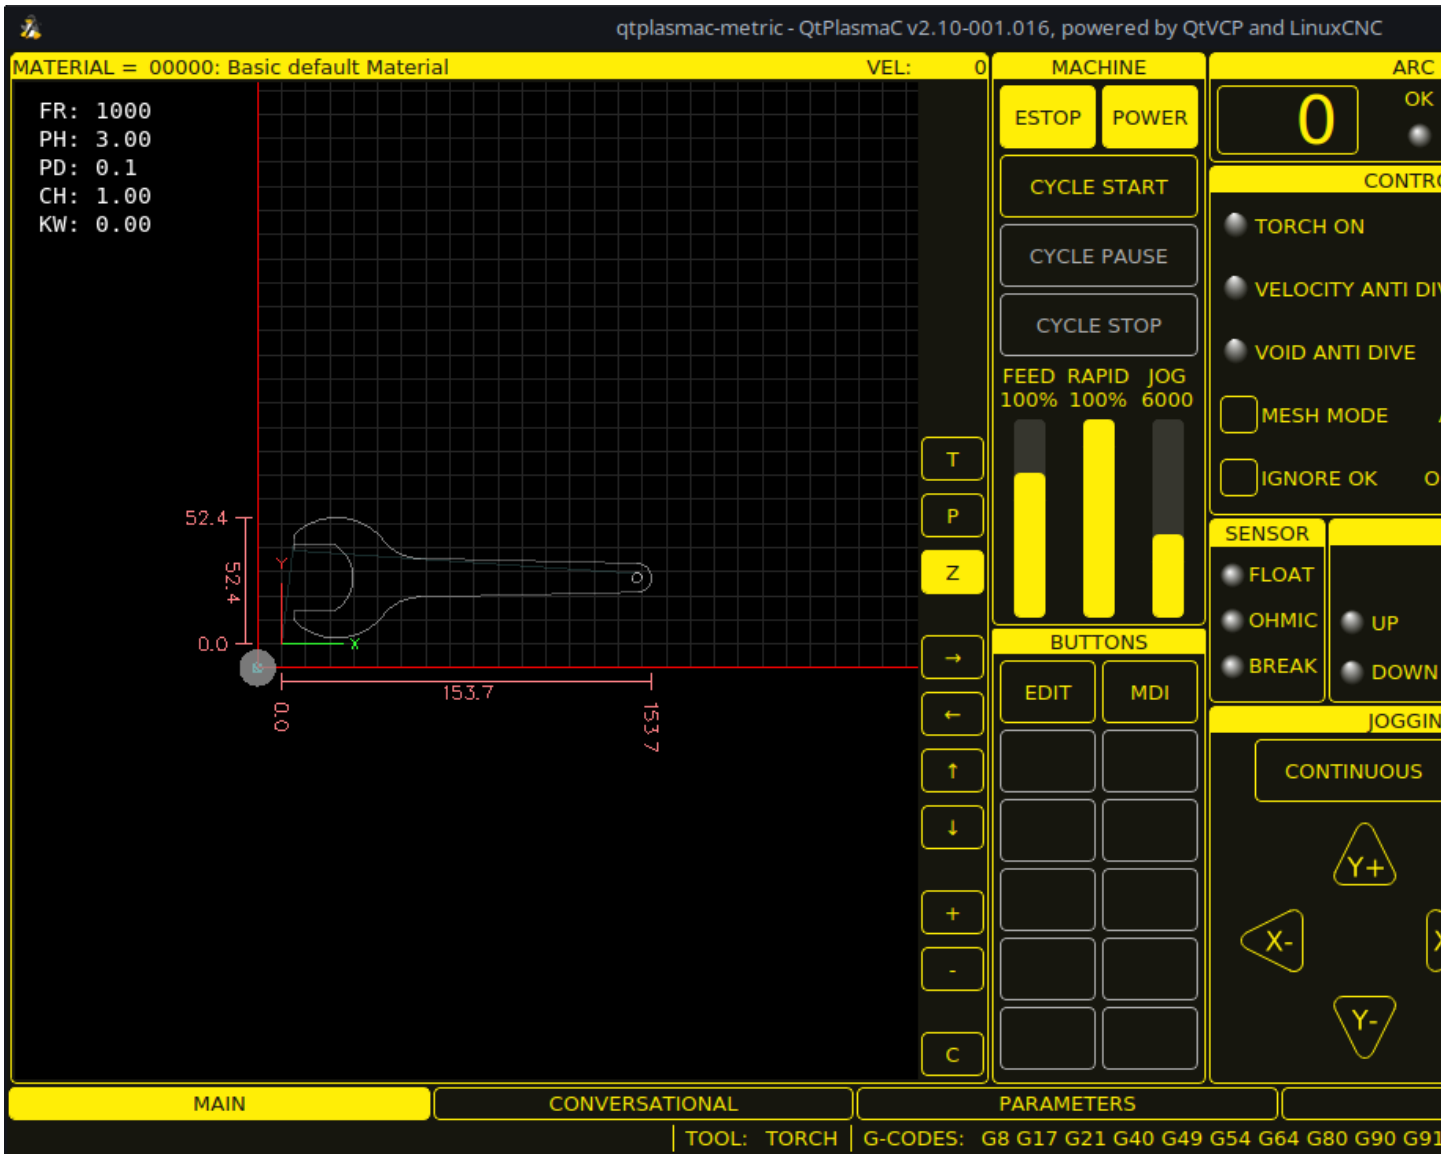 qtplasmac-metric - QtPlasmaC v2.10-001.016, powered by QtVCP and LinuxCNC
MATERIAL = 00000: Basic default Material VEL: 0
FR: 1000
PH: 3.00
PD: 0.1
CH: 1.00
KW: 0.00
52.4
52.4
0.0
Y
X
153.7
0.0
153.7
T
P
Z
→
←
↑
↓
+
-
C
MACHINE
ESTOP POWER
CYCLE START
CYCLE PAUSE
CYCLE STOP
FEED RAPID JOG
100% 100% 6000
BUTTONS
EDIT MDI
ARC
0 OK
CONTRO
TORCH ON
VELOCITY ANTI DIV
VOID ANTI DIVE
MESH MODE
IGNORE OK O
SENSOR
FLOAT
OHMIC
BREAK
UP
DOWN
JOGGIN
CONTINUOUS
Y+
X-
Y-
MAIN CONVERSATIONAL PARAMETERS
TOOL: TORCH G-CODES: G8 G17 G21 G40 G49 G54 G64 G80 G90 G91